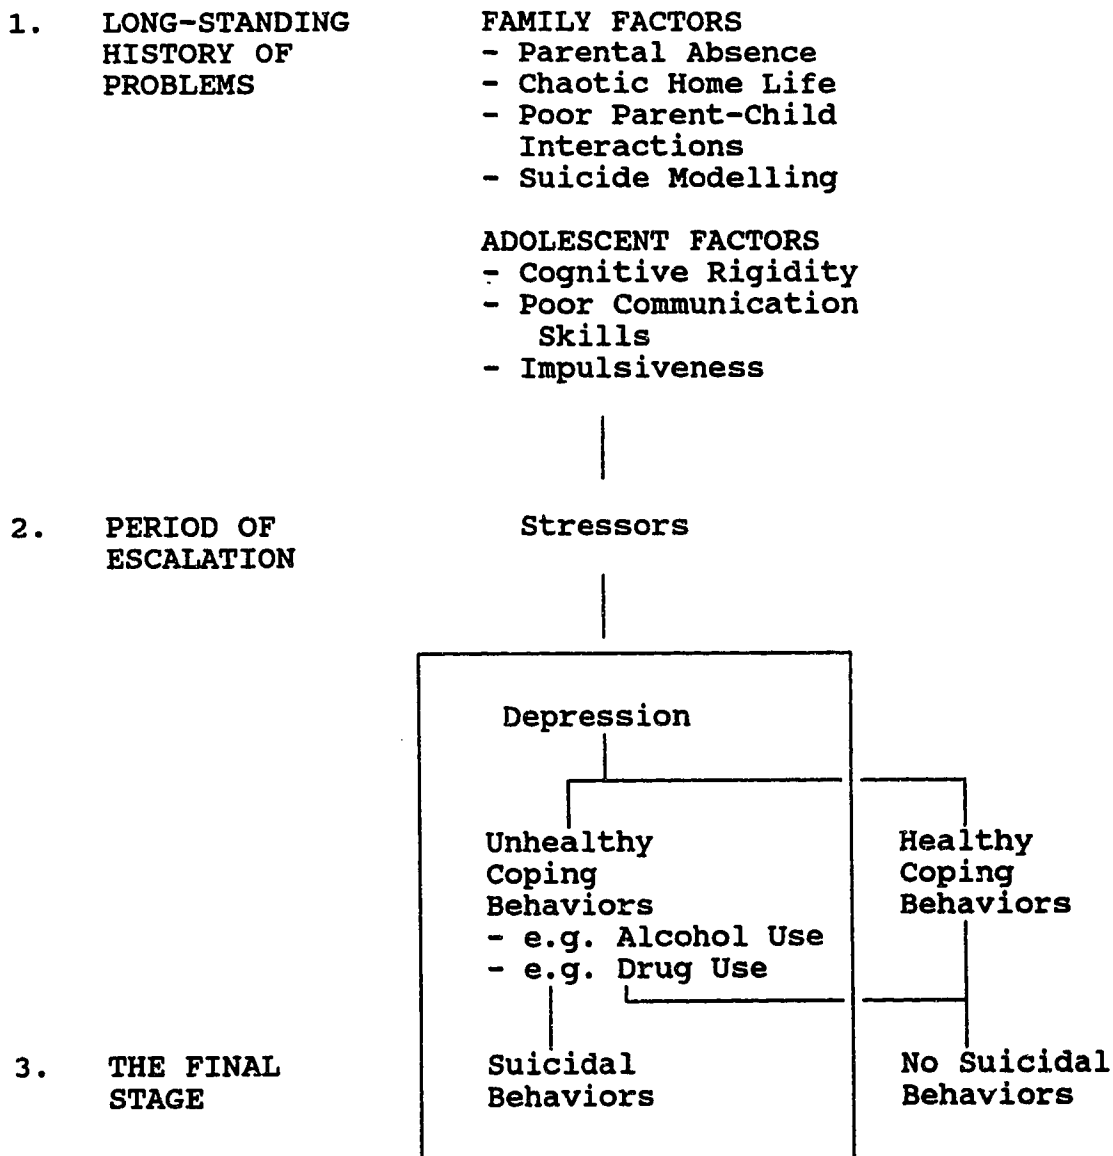 1. LONG-STANDING HISTORY OF PROBLEMS
FAMILY FACTORS
- Parental Absence
- Chaotic Home Life
- Poor Parent-Child
Interactions
- Suicide Modelling
ADOLESCENT FACTORS
- Cognitive Rigidity
- Poor Communication
Skills
- Impulsiveness
2. PERIOD OF ESCALATION
Stressors
Depression
Unhealthy
Coping
Behaviors
- e.g. Alcohol Use
- e.g. Drug Use
Healthy
Coping
Behaviors
3. THE FINAL STAGE
Suicidal
Behaviors
No Suicidal
Behaviors